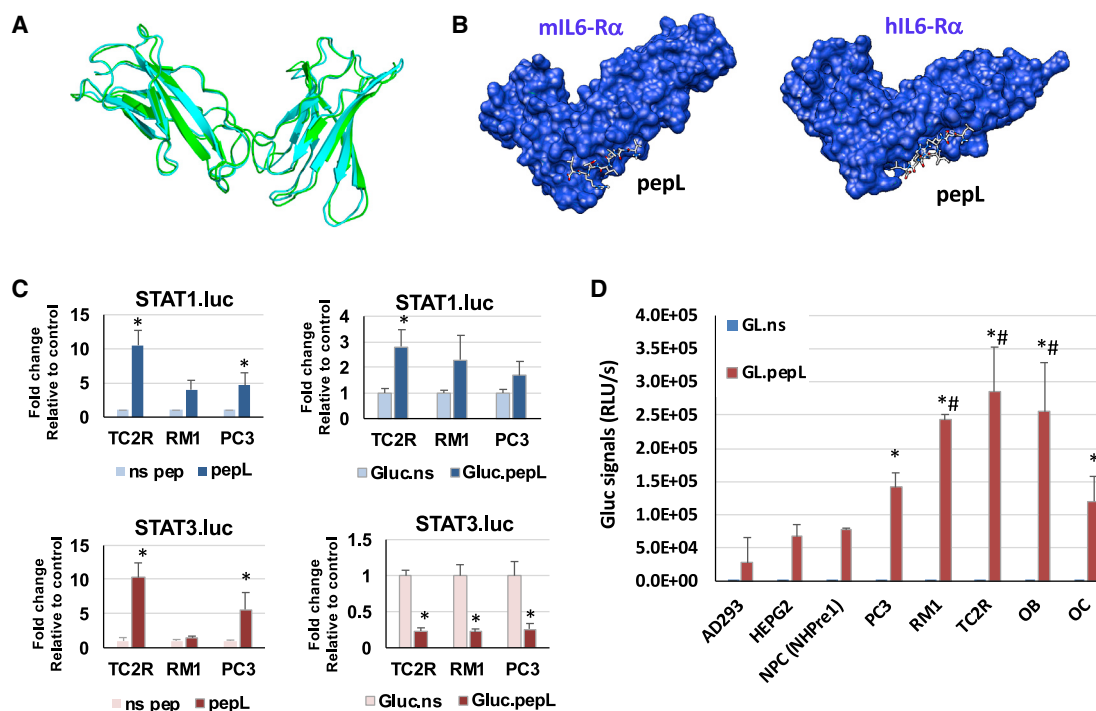 A
B
mIL6-Rα
hIL6-Rα
pepL
pepL
C
STAT1.luc
Fold change
Relative to control
15
10
5
0
*
*
TC2R RM1 PC3
ns pep pepL
STAT1.luc
Fold change
Relative to control
4
3
2
1
0
*
TC2R RM1 PC3
Gluc.ns Gluc.pepL
STAT3.luc
Fold change
Relative to control
15
10
5
0
*
*
TC2R RM1 PC3
ns pep pepL
STAT3.luc
Fold change
Relative to control
1.5
1
0.5
0
* * *
TC2R RM1 PC3
Gluc.ns Gluc.pepL
D
Gluc signals (RLU/s)
4.0E+05
3.5E+05
3.0E+05
2.5E+05
2.0E+05
1.5E+05
1.0E+05
5.0E+04
0.0E+00
GL.ns
GL.pepL
*
*#
*#
*#
*
AD293
HEPG2
NPC (NHPre1)
PC3
RM1
TC2R
OB
OC